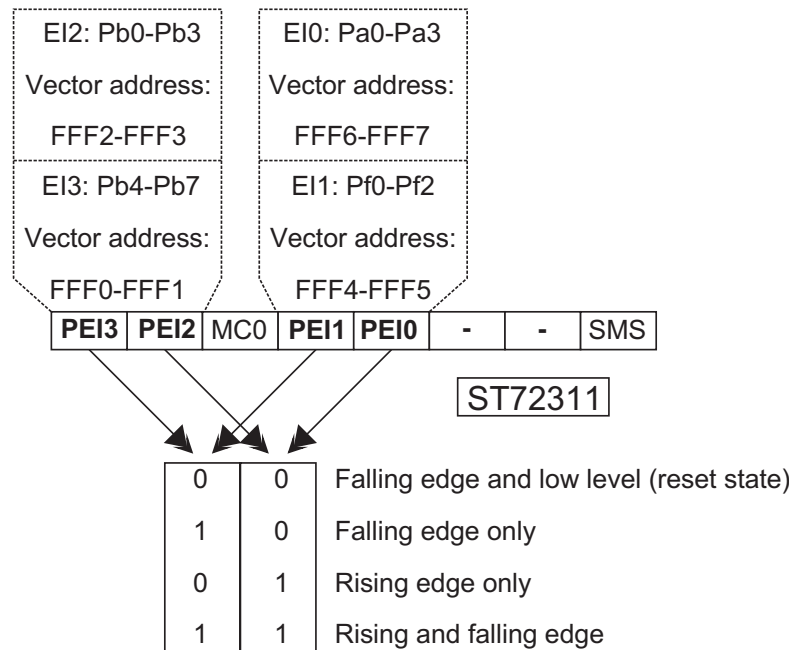 EI2: Pb0-Pb3
Vector address:
FFF2-FFF3
EI3: Pb4-Pb7
Vector address:
FFF0-FFF1
EI0: Pa0-Pa3
Vector address:
FFF6-FFF7
EI1: Pf0-Pf2
Vector address:
FFF4-FFF5
PEI3 PEI2 MC0 PEI1 PEI0 - - SMS
ST72311
0 0 Falling edge and low level (reset state)
1 0 Falling edge only
0 1 Rising edge only
1 1 Rising and falling edge